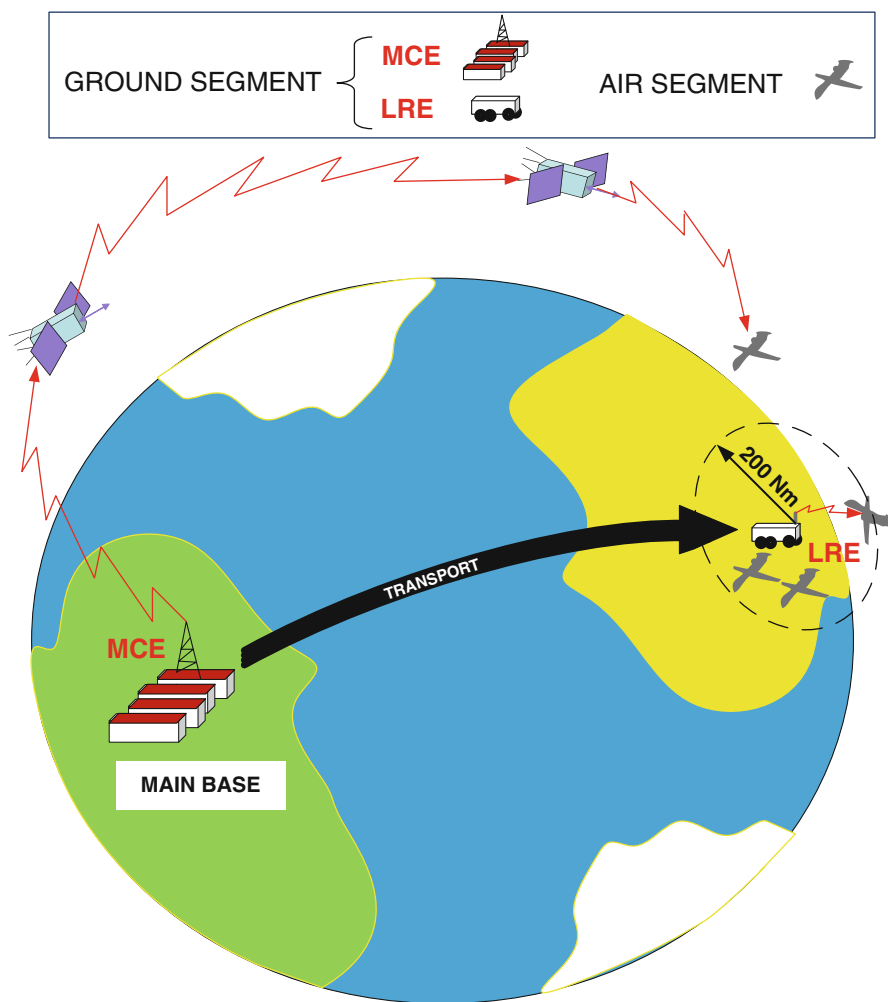 MCE
GROUND SEGMENT
LRE
AIR SEGMENT
200 Nm
LRE
TRANSPORT
MCE
MAIN BASE